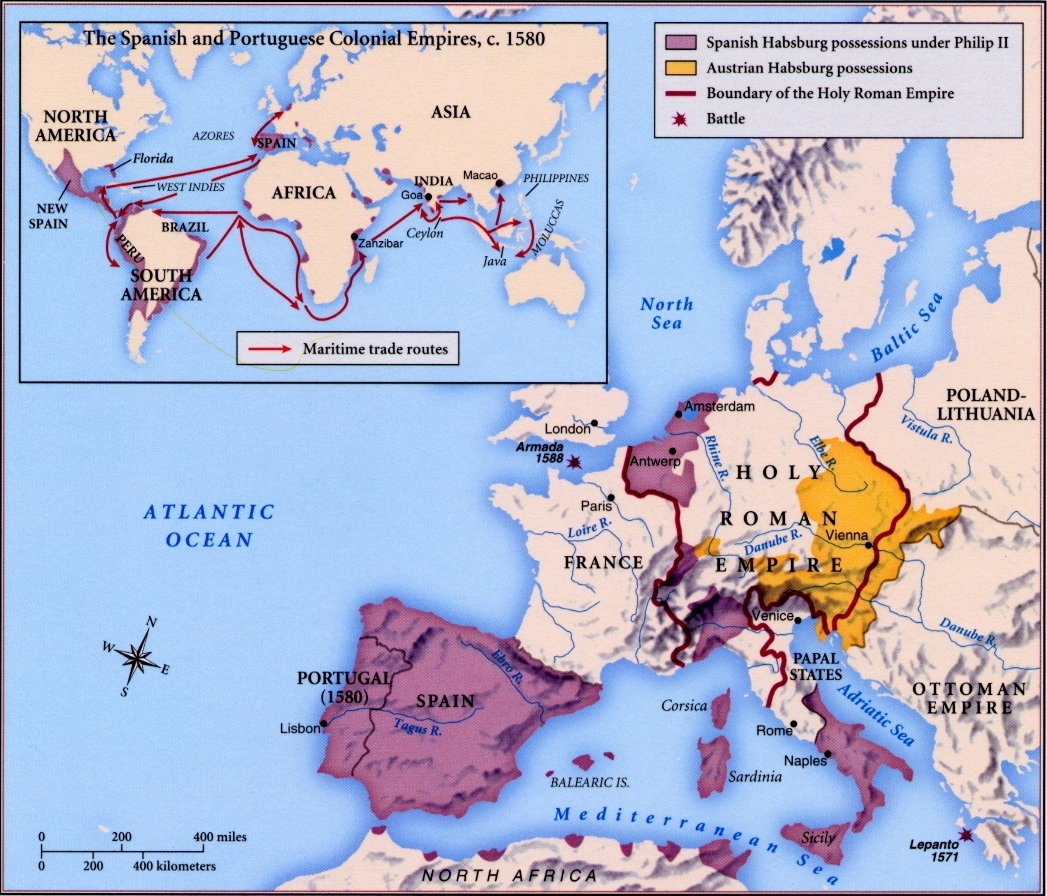 The Spanish and Portuguese Colonial Empires, c. 1580
NORTH
AMERICA
ASIA
AZORES
SPAIN
Florida
WEST INDIES
AFRICA
INDIA
Macao
Goa
PHILIPPINES
NEW
SPAIN
BRAZIL
Ceylon
Zanzibar
MOLUCCAS
PERU
Java
SOUTH
AMERICA
Maritime trade routes
Spanish Habsburg possessions under Philip II
Austrian Habsburg possessions
Boundary of the Holy Roman Empire
Battle
North
Sea
Baltic Sea
POLAND-
LITHUANIA
Amsterdam
London
Vistula R.
Armada
1588
Antwerp
Rhine R.
Elbe R.
HOLY
ROMAN
EMPIRE
Paris
Loire R.
Danube R.
Vienna
FRANCE
ATLANTIC
OCEAN
N
W
E
S
Venice
Danube R.
PAPAL
STATES
Ebro R.
PORTUGAL
(1580)
SPAIN
OTTOMAN
EMPIRE
Corsica
Adriatic Sea
Lisbon
Tagus R.
Rome
Naples
BALEARIC IS.
Sardinia
Mediterranean Sea
Sicily
Lepanto
1571
0 200 400 miles
0 200 400 kilometers
NORTH AFRICA